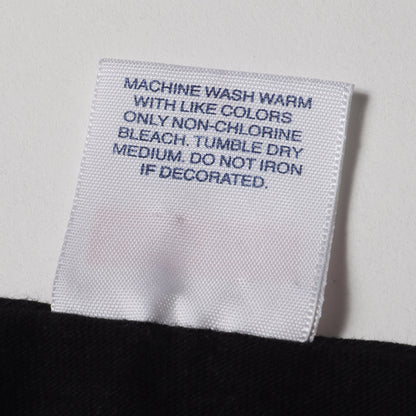 MACHINE WASH WARM
WITH LIKE COLORS
ONLY NON-CHLORINE
BLEACH. TUMBLE DRY
MEDIUM. DO NOT IRON
IF DECORATED.